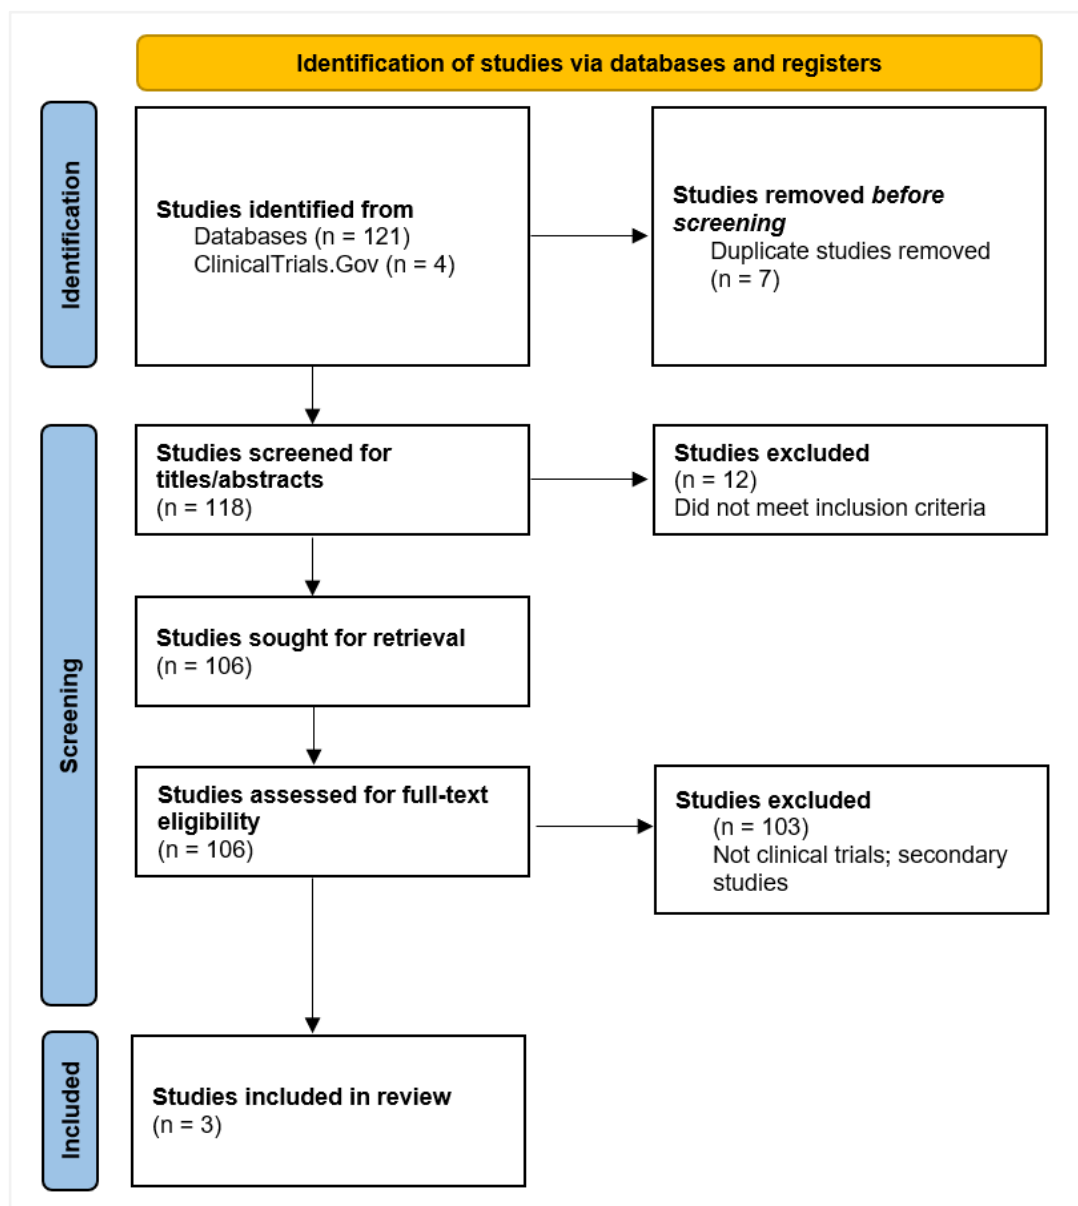 Identification of studies via databases and registers
Identification
Studies identified from
Databases (n = 121)
ClinicalTrials.Gov (n = 4)
Studies removed before
screening
Duplicate studies removed
(n = 7)
Screening
Studies screened for
titles/abstracts
(n = 118)
Studies excluded
(n = 12)
Did not meet inclusion criteria
Studies sought for retrieval
(n = 106)
Studies assessed for full-text
eligibility
(n = 106)
Studies excluded
(n = 103)
Not clinical trials; secondary
studies
Included
Studies included in review
(n = 3)